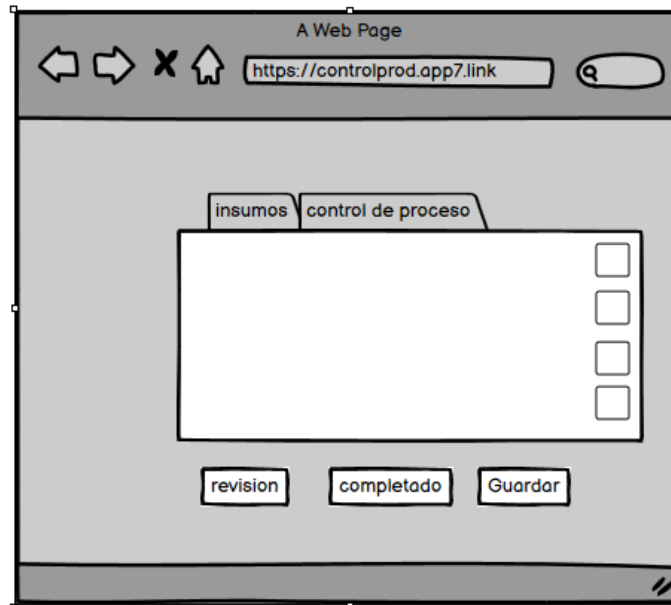 A Web Page
https://controlprod.app7.link
insumos
control de proceso
revision
completado
Guardar